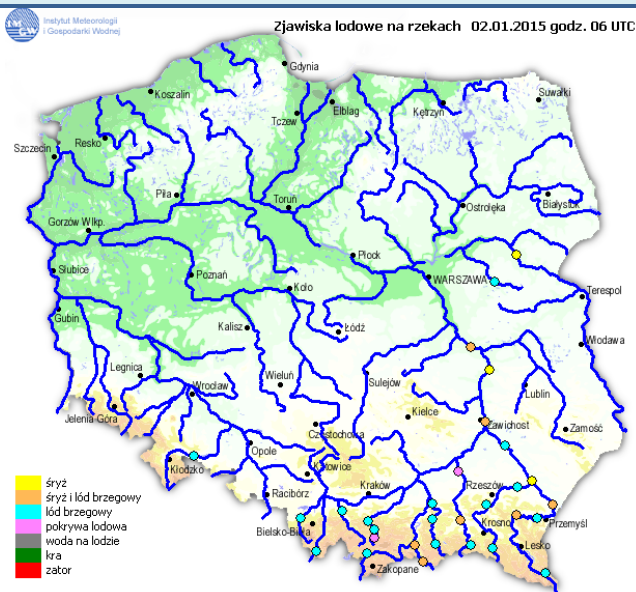 Instytut Meteorologii
i Gospodarki Wodnej
Zjawiska lodowe na rzekach 02.01.2015 godz. 06 UTC
Gdynia
Koszalin
Suwałki
Elbląg
Kętrzyn
Tczew
Resko
Szczecin
Piła
Białystok
Toruń
Ostrołęka
Gorzów Wlkp.
Płock
Słubice
Poznań
WARSZAWA
Terespol
Koło
Gubin
Kalisz
Łódź
Włodawa
Legnica
Wieluń
Sulejów
Wrocław
Lublin
Jelenia Góra
Kielce
Zawichost
Zamość
Częstochowa
Opole
Kłodzko
Katowice
śryż
śryż i lód brzegowy
lód brzegowy
pokrywa lodowa
woda na lodzie
kra
zator
Racibórz
Kraków
Rzeszów
Bielsko-Biała
Krosno
Przemyśl
Lesko
Zakopane